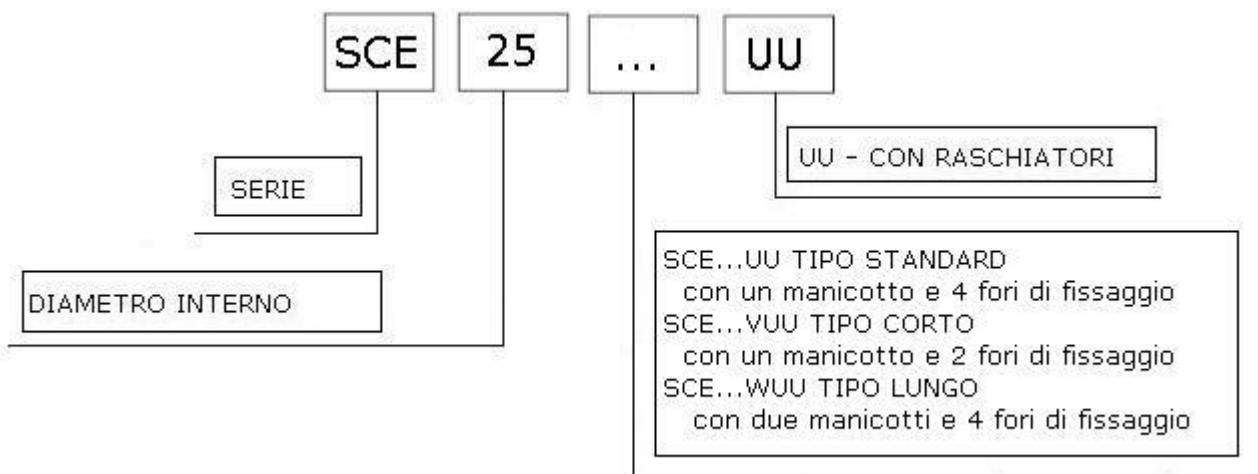 SCE 25 ... UU
UU - CON RASCHIATORI
SERIE
SCE...UU TIPO STANDARD
con un manicotto e 4 fori di fissaggio
SCE...VUU TIPO CORTO
con un manicotto e 2 fori di fissaggio
SCE...WUU TIPO LUNGO
con due manicotti e 4 fori di fissaggio
DIAMETRO INTERNO